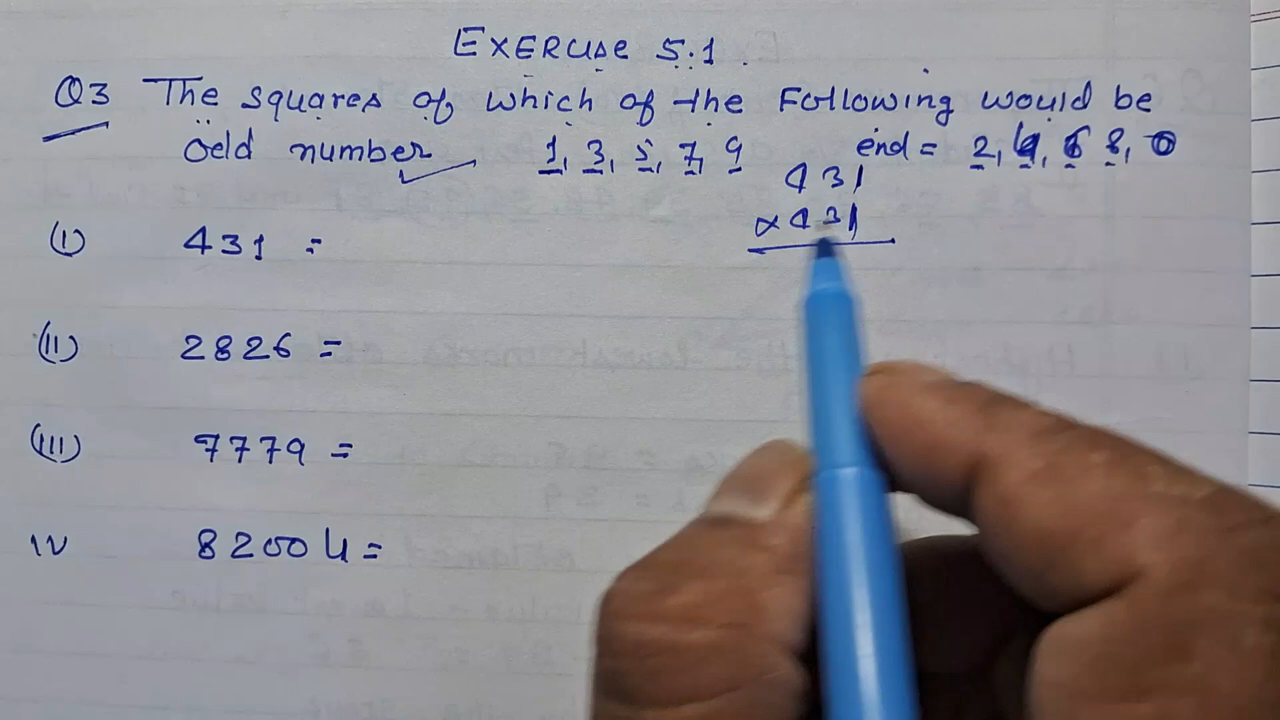 EXERCISE 5.1.
Q3 The squares of which of the Following would be
odd number 1, 3, 5, 7, 9 end = 2, 4, 6 8, 0
431
×431
(I) 431 =
(II) 2826 =
(III) 7779 =
IV 82004=